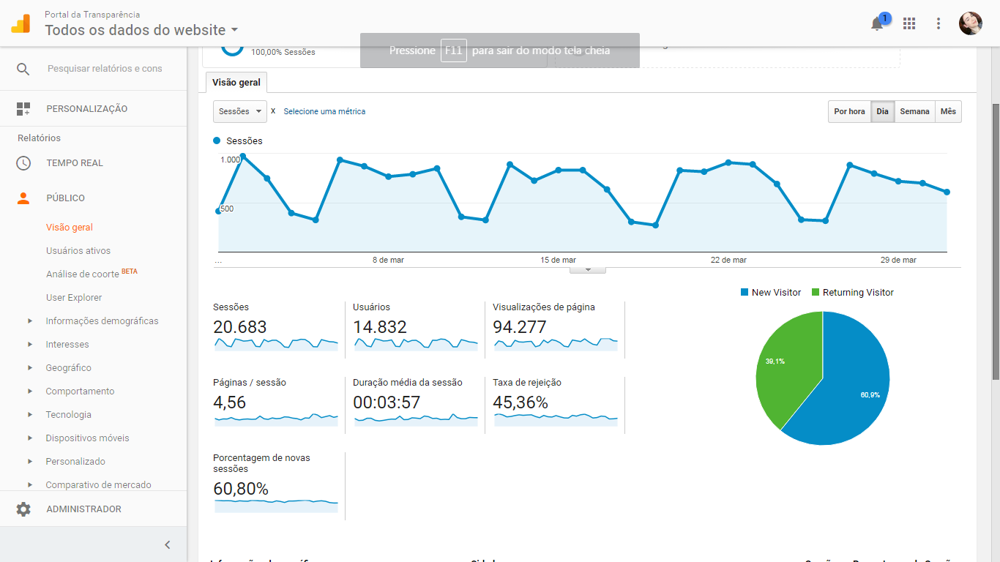 Portal da Transparência
Todos os dados do website
1
Pressione F11 para sair do modo tela cheia
100,00% Sessões
Pesquisar relatórios e cons
PERSONALIZAÇÃO
Relatórios
TEMPO REAL
PÚBLICO
Visão geral
Usuários ativos
Análise de coorte BETA
User Explorer
Informações demográficas
Interesses
Geográfico
Comportamento
Tecnologia
Dispositivos móveis
Personalizado
Comparativo de mercado
ADMINISTRADOR
Visão geral
Sessões x Selecione uma métrica
Por hora Dia Semana Mês
Sessões
1.000
500
... 8 de mar 15 de mar 22 de mar 29 de mar
New Visitor Returning Visitor
Sessões
20.683
Usuários
14.832
Visualizações de página
94.277
Páginas / sessão
4,56
Duração média da sessão
00:03:57
Taxa de rejeição
45,36%
Porcentagem de novas
sessões
60,80%
39,1%
60,9%